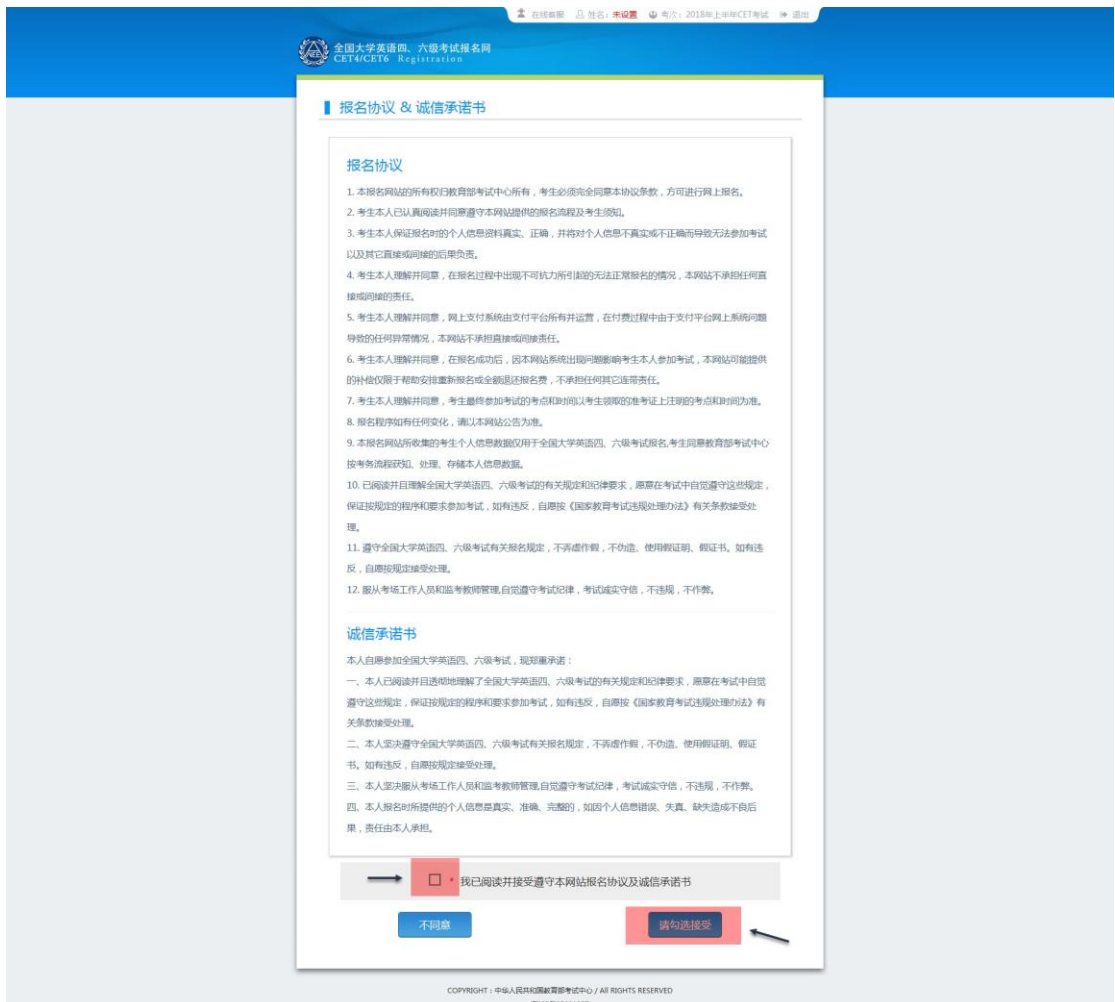 在线客服 姓名：未设置 考次：2018年上半年CET考试 退出
全国大学英语四、六级考试报名网
CET4/CET6 Registration
报名协议 & 诚信承诺书
报名协议
1. 本报名网站的所有权归教育部考试中心所有，考生必须完全同意本协议条款，方可进行网上报名。
2. 考生本人已认真阅读并同意遵守本网站提供的报名流程及考生须知。
3. 考生本人保证报名时的个人信息资料真实、正确，并将对个人信息不真实或不正确而导致无法参加考试
以及其它直接或间接的后果负责。
4. 考生本人理解并同意，在报名过程中出现不可抗力所引起的无法正常报名的情况，本网站不承担任何直
接或间接的责任。
5. 考生本人理解并同意，网上支付系统由支付平台所有并运营，在付费过程中由于支付平台网上系统问题
导致的任何异常情况，本网站不承担直接或间接责任。
6. 考生本人理解并同意，在报名成功后，因本网站系统出现问题影响考生本人参加考试，本网站可能提供
的补偿仅限于帮助安排重新报名或全额退还报名费，不承担任何其它连带责任。
7. 考生本人理解并同意，考生最终参加考试的考点和时间以考生领取的准考证上注明的考点和时间为准。
8. 报名程序如有任何变化，请以本网站公告为准。
9. 本报名网站所收集的考生个人信息数据仅用于全国大学英语四、六级考试报名,考生同意教育部考试中心
按考务流程获知、处理、存储本人信息数据。
10. 已阅读并且理解全国大学英语四、六级考试的有关规定和纪律要求，愿意在考试中自觉遵守这些规定，
保证按规定的程序和要求参加考试，如有违反，自愿按《国家教育考试违规处理办法》有关条款接受处
理。
11. 遵守全国大学英语四、六级考试有关报名规定，不弄虚作假，不伪造、使用假证明、假证书。如有违
反，自愿按规定接受处理。
12. 服从考场工作人员和监考教师管理,自觉遵守考试纪律，考试诚实守信，不违规，不作弊。
诚信承诺书
本人自愿参加全国大学英语四、六级考试，现郑重承诺：
一、本人已阅读并且透彻地理解了全国大学英语四、六级考试的有关规定和纪律要求，愿意在考试中自觉
遵守这些规定，保证按规定的程序和要求参加考试，如有违反，自愿按《国家教育考试违规处理办法》有
关条款接受处理。
二、本人坚决遵守全国大学英语四、六级考试有关报名规定，不弄虚作假，不伪造、使用假证明、假证
书。如有违反，自愿按规定接受处理。
三、本人坚决服从考场工作人员和监考教师管理,自觉遵守考试纪律，考试诚实守信，不违规，不作弊。
四、本人报名时所提供的个人信息是真实、准确、完整的，如因个人信息错误、失真、缺失造成不良后
果，责任由本人承担。
* 我已阅读并接受遵守本网站报名协议及诚信承诺书
不同意 请勾选接受
COPYRIGHT：中华人民共和国教育部考试中心 / All RIGHTS RESERVED